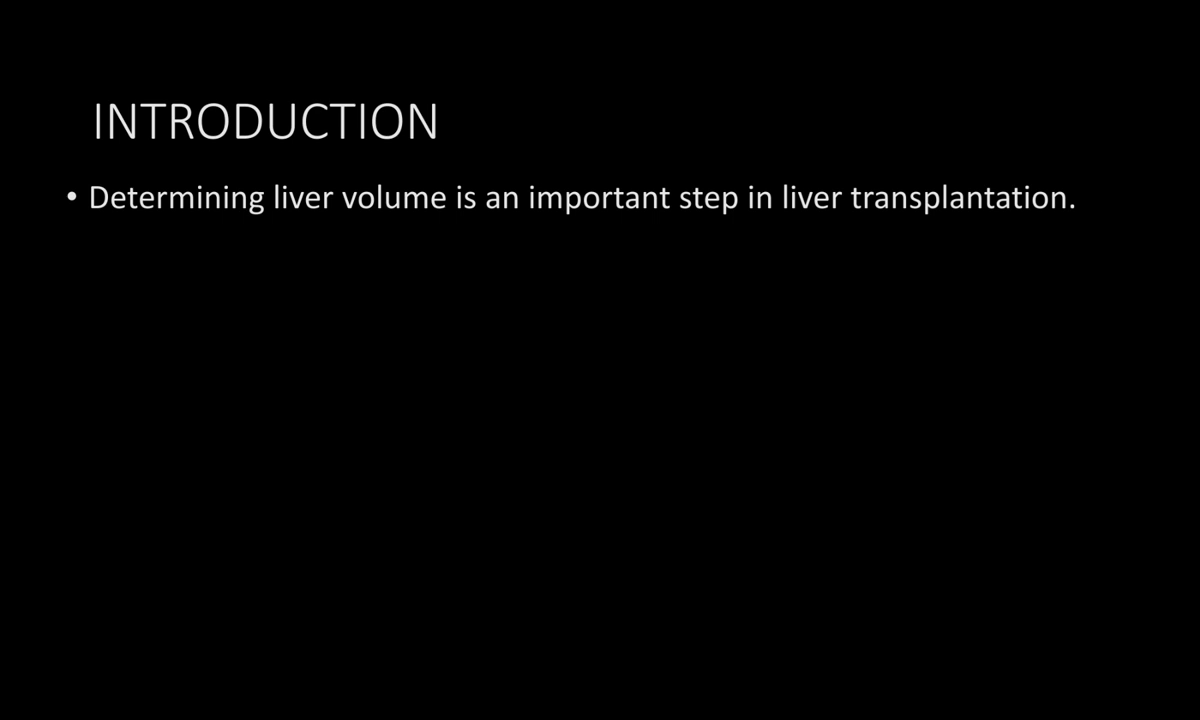 INTRODUCTION
• Determining liver volume is an important step in liver transplantation.